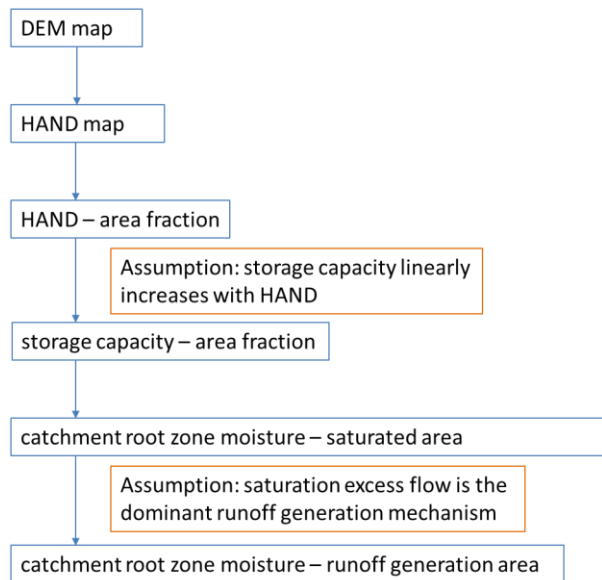 DEM map
HAND map
HAND – area fraction
Assumption: storage capacity linearly
increases with HAND
storage capacity – area fraction
catchment root zone moisture – saturated area
Assumption: saturation excess flow is the
dominant runoff generation mechanism
catchment root zone moisture – runoff generation area